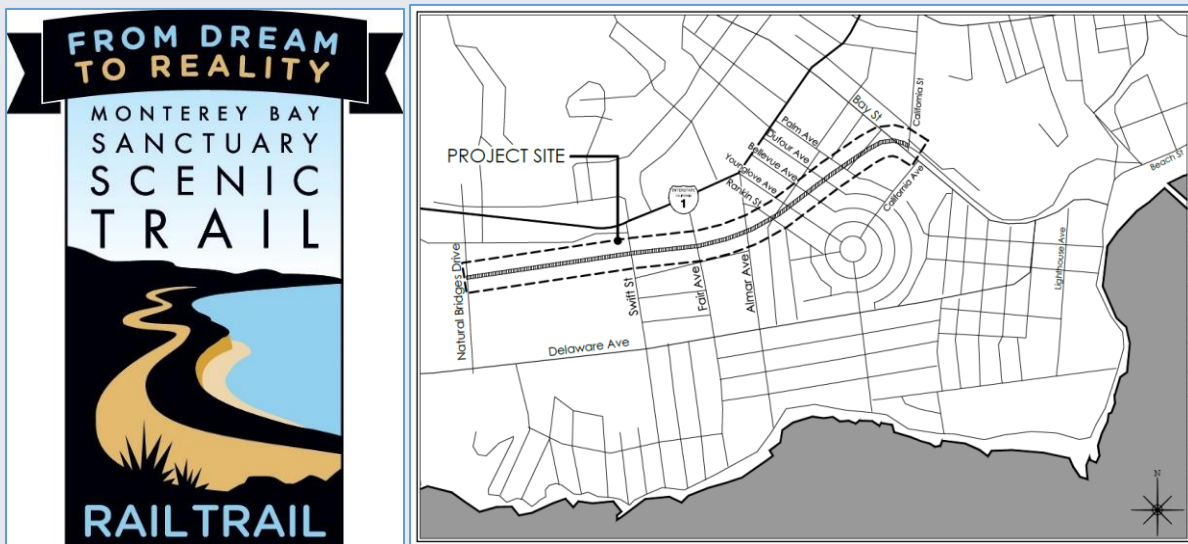 FROM DREAM
TO REALITY
MONTEREY BAY
SANCTUARY
SCENIC
TRAIL
RAIL TRAIL
PROJECT SITE
1
Natural Bridges Drive
Swift St
Fair Ave
Almar Ave
Delaware Ave
Rankin St
Younglove Ave
Bellevue Ave
Dufour Ave
Palm Ave
Bay St
California St
California Ave
Lighthouse Ave
Beach St
N